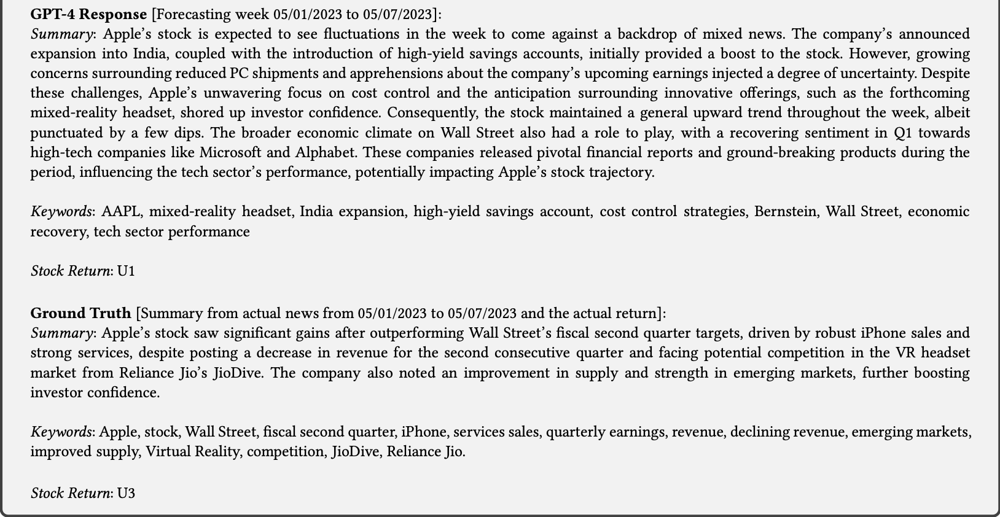 GPT-4 Response [Forecasting week 05/01/2023 to 05/07/2023]:
Summary: Apple’s stock is expected to see fluctuations in the week to come against a backdrop of mixed news. The company’s announced
expansion into India, coupled with the introduction of high-yield savings accounts, initially provided a boost to the stock. However, growing
concerns surrounding reduced PC shipments and apprehensions about the company’s upcoming earnings injected a degree of uncertainty. Despite
these challenges, Apple’s unwavering focus on cost control and the anticipation surrounding innovative offerings, such as the forthcoming
mixed-reality headset, shored up investor confidence. Consequently, the stock maintained a general upward trend throughout the week, albeit
punctuated by a few dips. The broader economic climate on Wall Street also had a role to play, with a recovering sentiment in Q1 towards
high-tech companies like Microsoft and Alphabet. These companies released pivotal financial reports and ground-breaking products during the
period, influencing the tech sector’s performance, potentially impacting Apple’s stock trajectory.
Keywords: AAPL, mixed-reality headset, India expansion, high-yield savings account, cost control strategies, Bernstein, Wall Street, economic
recovery, tech sector performance
Stock Return: U1
Ground Truth [Summary from actual news from 05/01/2023 to 05/07/2023 and the actual return]:
Summary: Apple’s stock saw significant gains after outperforming Wall Street’s fiscal second quarter targets, driven by robust iPhone sales and
strong services, despite posting a decrease in revenue for the second consecutive quarter and facing potential competition in the VR headset
market from Reliance Jio’s JioDive. The company also noted an improvement in supply and strength in emerging markets, further boosting
investor confidence.
Keywords: Apple, stock, Wall Street, fiscal second quarter, iPhone, services sales, quarterly earnings, revenue, declining revenue, emerging markets,
improved supply, Virtual Reality, competition, JioDive, Reliance Jio.
Stock Return: U3